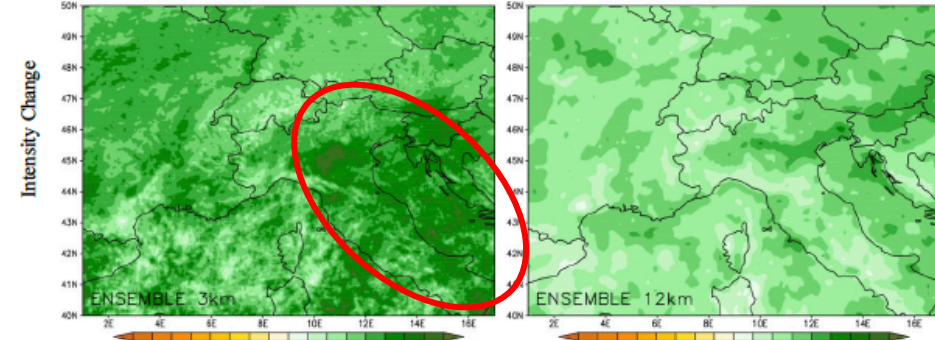 Intensity Change
50N
49N
48N
47N
46N
45N
44N
43N
42N
41N
40N
ENSEMBLE 3km
2E 4E 6E 8E 10E 12E 14E 16E
50N
49N
48N
47N
46N
45N
44N
43N
42N
41N
40N
ENSEMBLE 12km
2E 4E 6E 8E 10E 12E 14E 16E